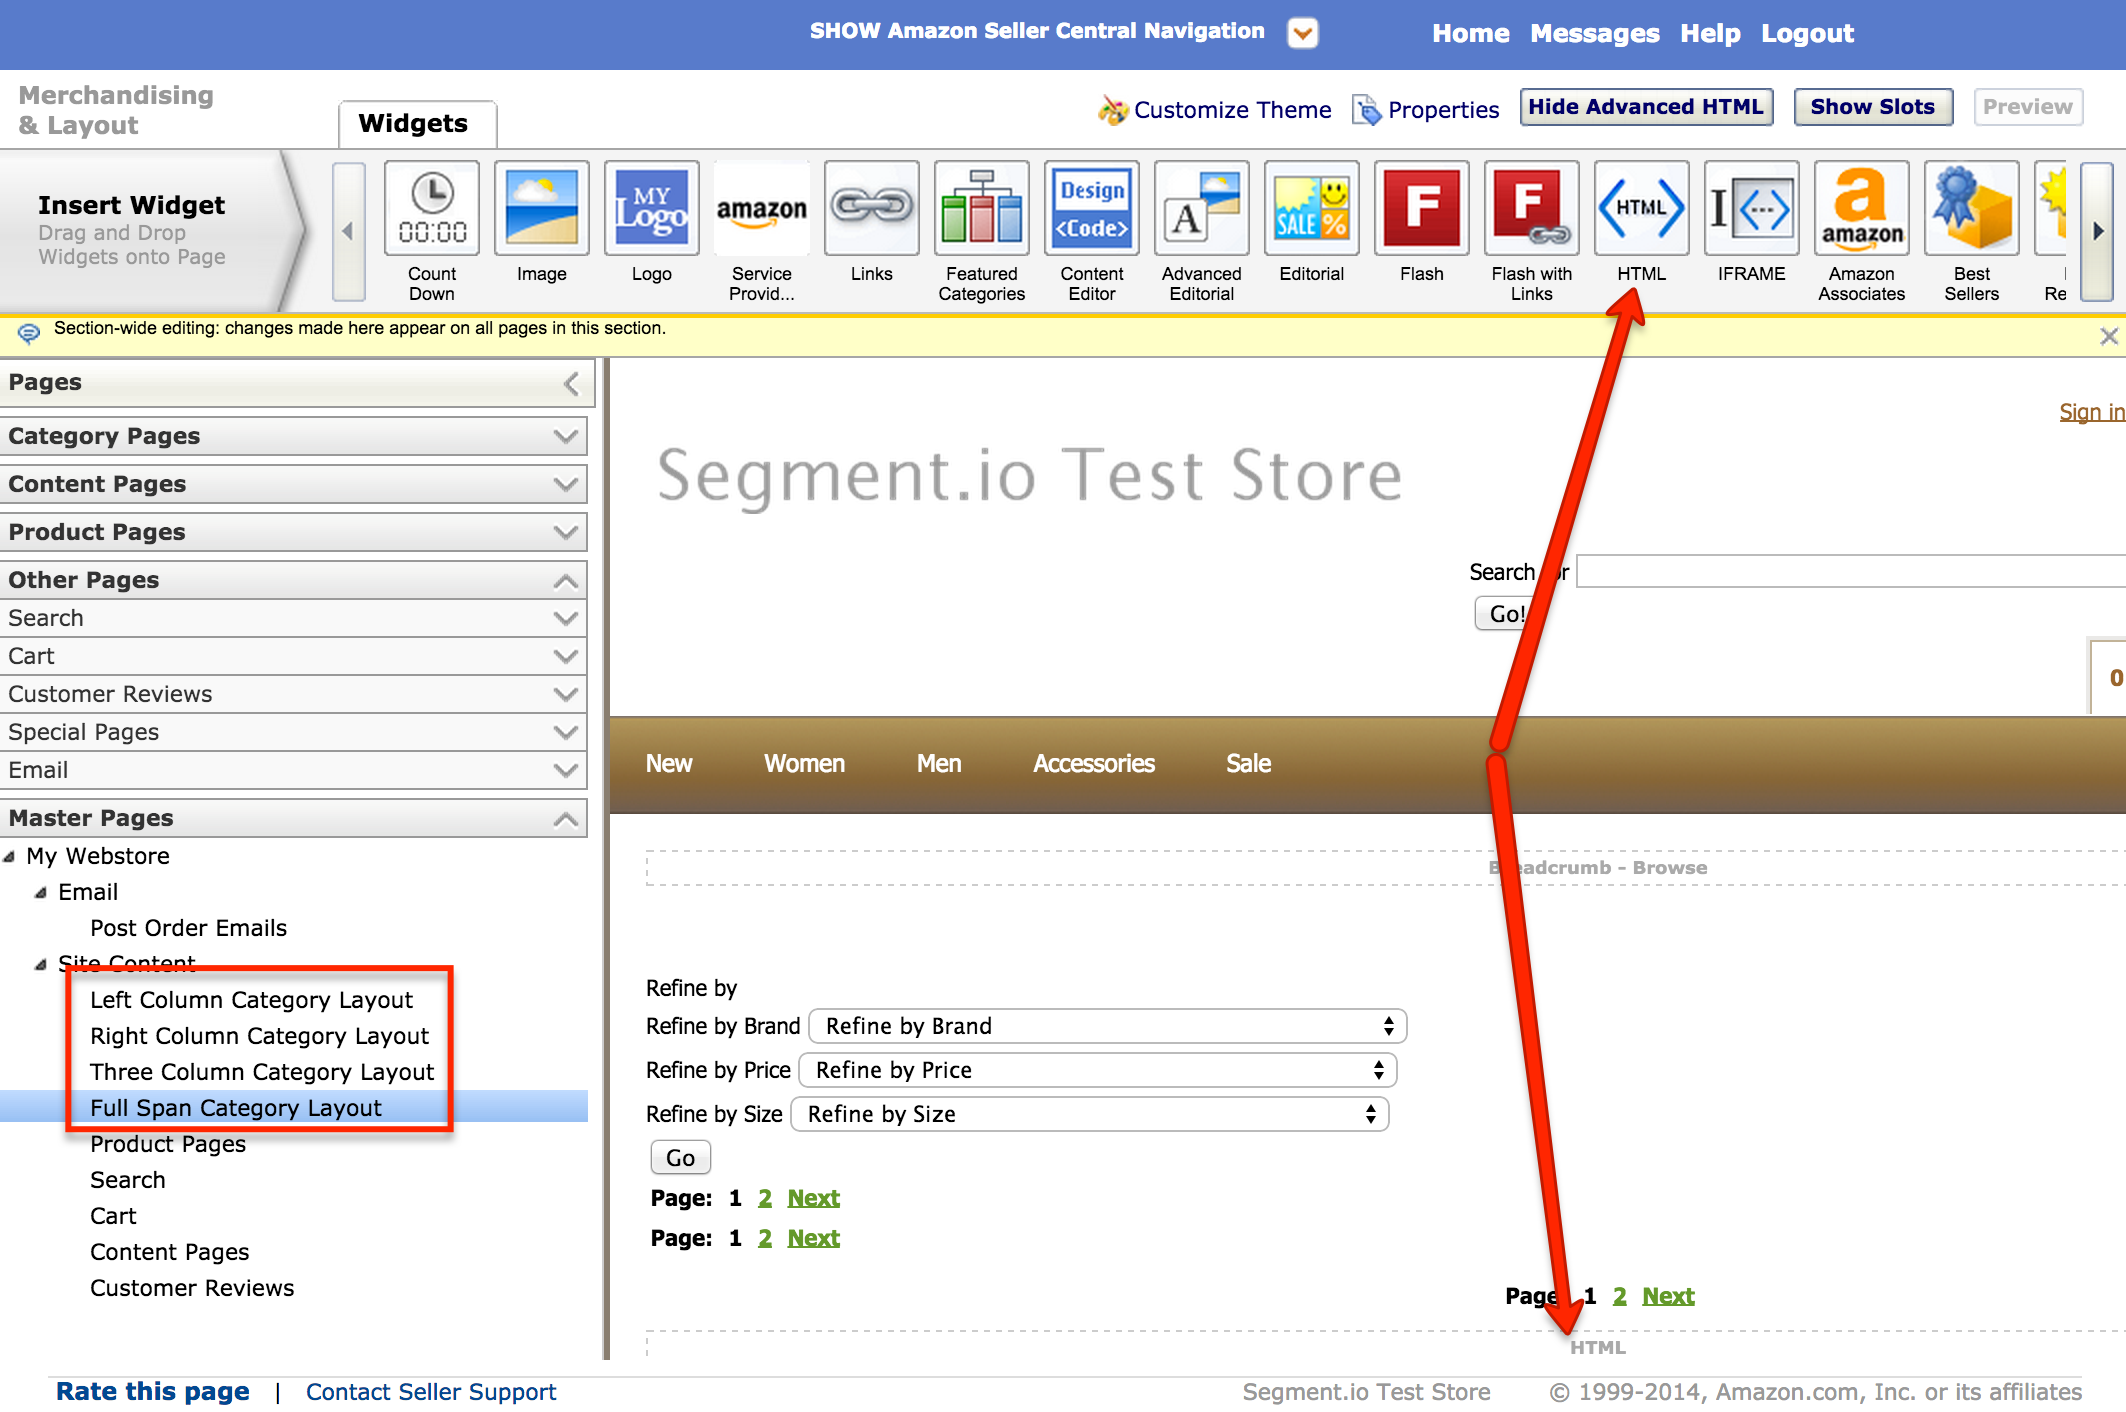 SHOW Amazon Seller Central Navigation
Home Messages Help Logout
Merchandising
& Layout
Widgets
Customize Theme
Properties
Hide Advanced HTML
Show Slots
Preview
Insert Widget
Drag and Drop
Widgets onto Page
00:00
Count
Down
Image
MY
Logo
Logo
amazon
Service
Provid...
Links
Featured
Categories
Design
<Code>
Content
Editor
A
Advanced
Editorial
SALE %
Editorial
F
Flash
F
Flash with
Links
HTML
HTML
I
IFRAME
a
amazon
Amazon
Associates
Best
Sellers
Re
Section-wide editing: changes made here appear on all pages in this section.
Pages
Category Pages
Content Pages
Product Pages
Other Pages
Search
Cart
Customer Reviews
Special Pages
Email
Master Pages
My Webstore
Email
Post Order Emails
Site Content
Left Column Category Layout
Right Column Category Layout
Three Column Category Layout
Full Span Category Layout
Product Pages
Search
Cart
Content Pages
Customer Reviews
Sign in
Segment.io Test Store
Search
Go!
0
New Women Men Accessories Sale
Breadcrumb - Browse
Refine by
Refine by Brand Refine by Brand
Refine by Price Refine by Price
Refine by Size Refine by Size
Go
Page: 1 2 Next
Page: 1 2 Next
Page 1 2 Next
HTML
Rate this page | Contact Seller Support
Segment.io Test Store © 1999-2014, Amazon.com, Inc. or its affiliates